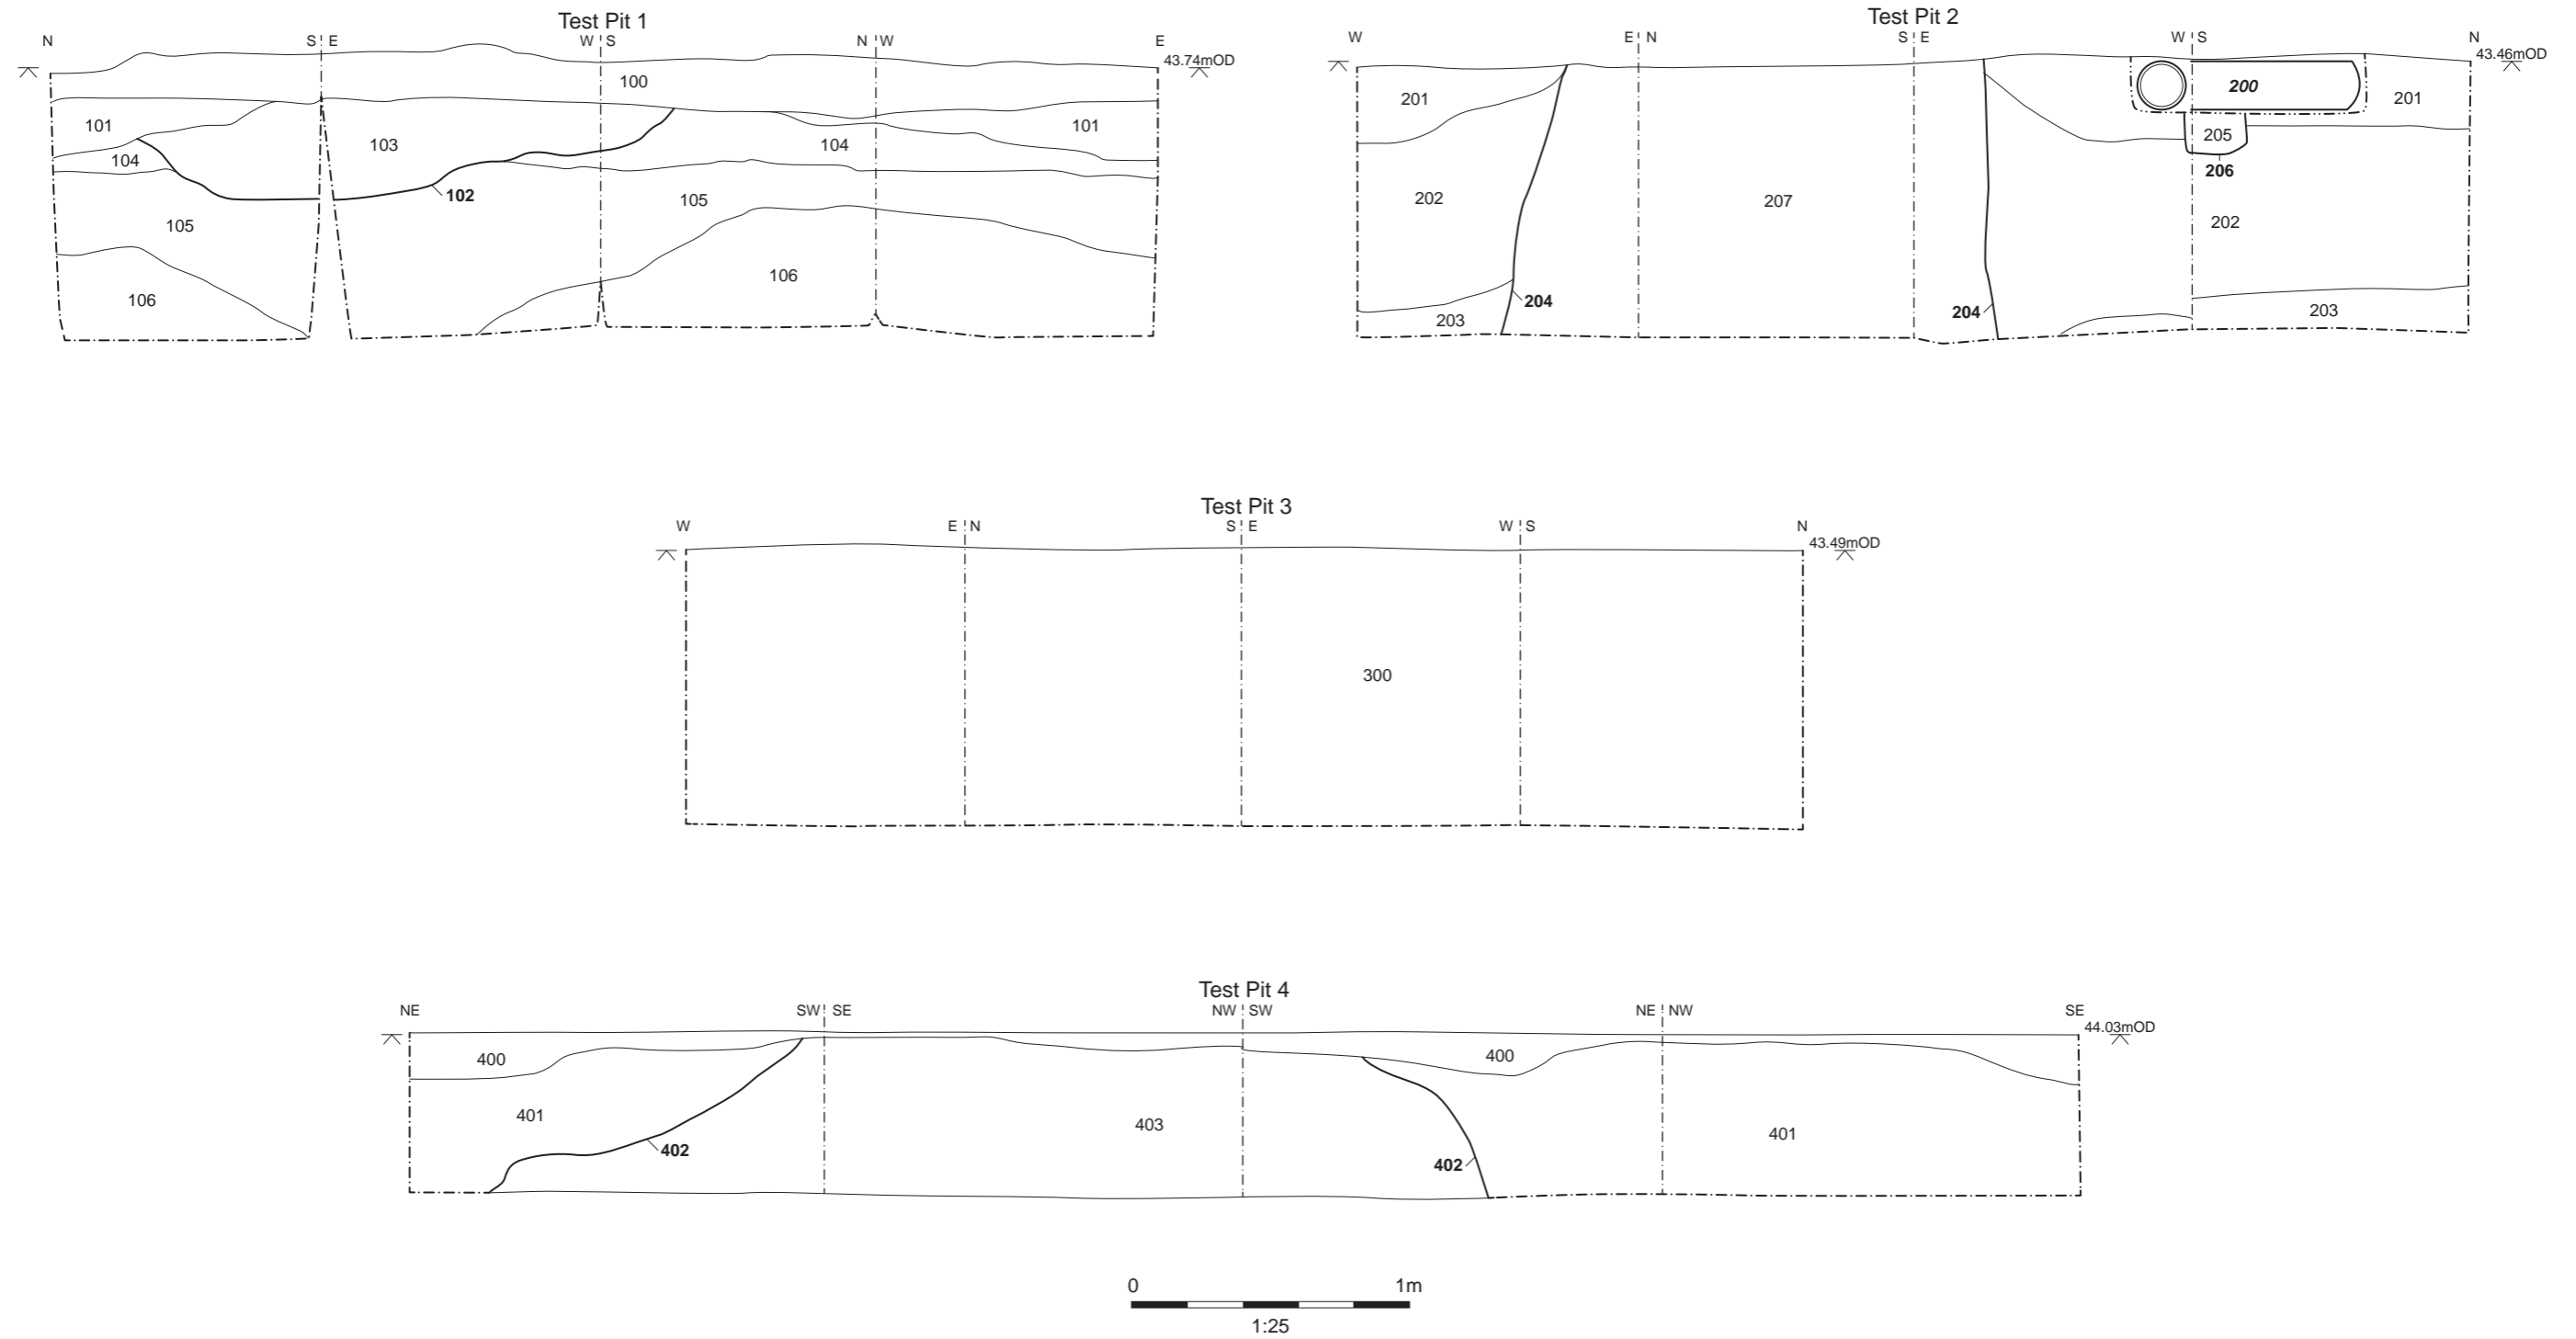 Test Pit 1
N S E W S N W E
43.74mOD
100
101 103 104 101
104
102 105
105
106 106
Test Pit 2
W E N S E W S N
43.46mOD
201 200 201
205
206
202 207 202
204 204
203 203
Test Pit 3
W E N S E W S N
43.49mOD
300
Test Pit 4
NE SW SE NW SW NE NW SE
44.03mOD
400 400
401 403 401
402 402
0 1m
1:25